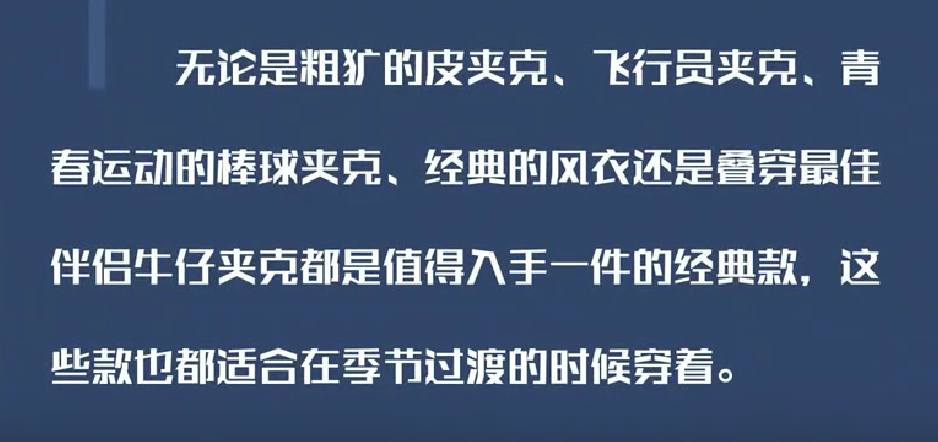 无论是粗犷的皮夹克、飞行员夹克、青
春运动的棒球夹克、经典的风衣还是叠穿最佳
伴侣牛仔夹克都是值得入手一件的经典款，这
些款也都适合在季节过渡的时候穿着。